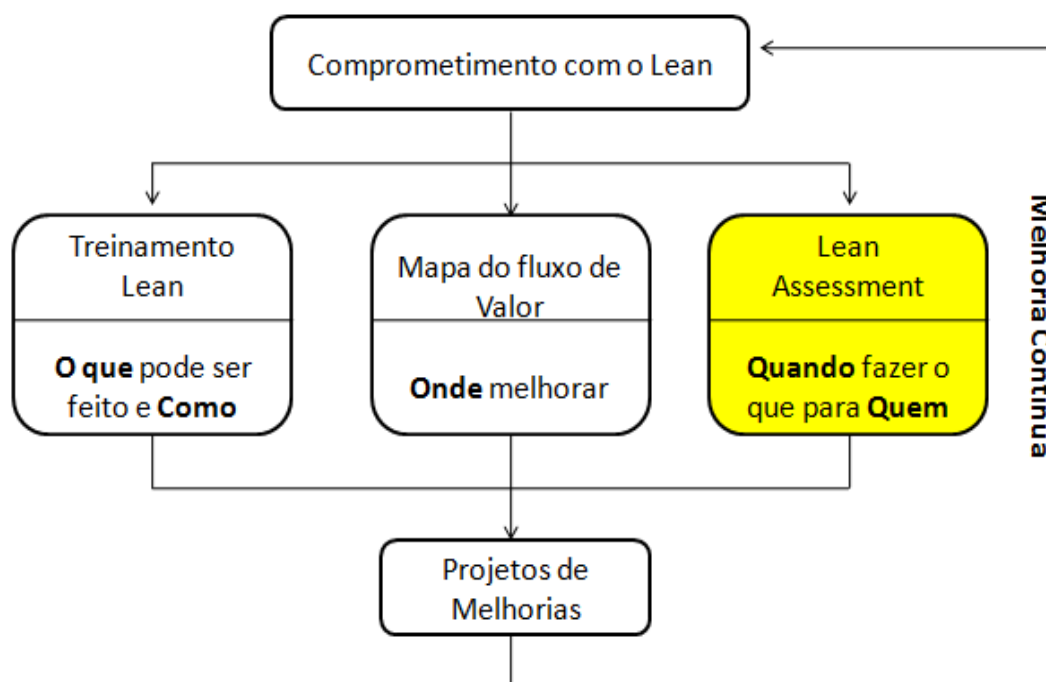 Comprometimento com o Lean
Treinamento
Lean
O que pode ser
feito e Como
Mapa do fluxo de
Valor
Onde melhorar
Lean
Assessment
Quando fazer o
que para Quem
Melhoria Continua
Projetos de
Melhorias